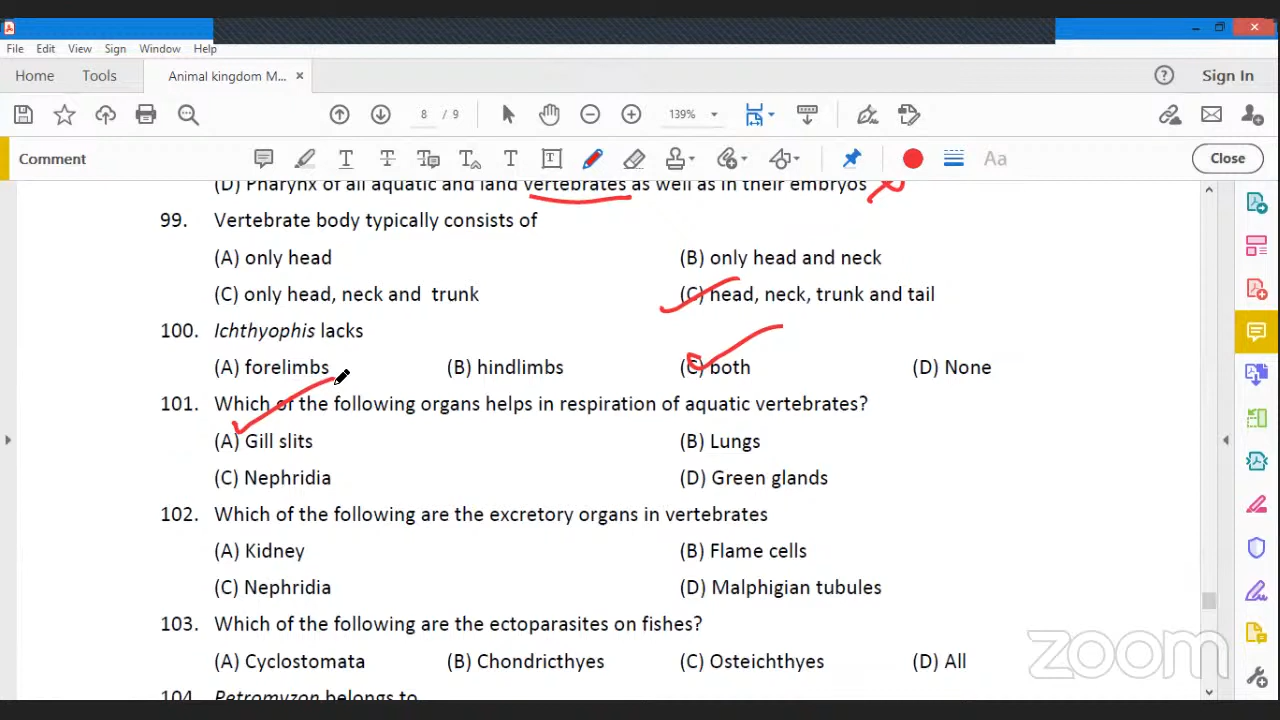 File Edit View Sign Window Help
Home Tools Animal kingdom M... × Sign In
8 / 9 139%
Comment Aa Close
(D) Pharynx of all aquatic and land vertebrates as well as in their embryos
99. Vertebrate body typically consists of
(A) only head (B) only head and neck
(C) only head, neck and trunk (C) head, neck, trunk and tail
100. Ichthyophis lacks
(A) forelimbs (B) hindlimbs (C) both (D) None
101. Which of the following organs helps in respiration of aquatic vertebrates?
(A) Gill slits (B) Lungs
(C) Nephridia (D) Green glands
102. Which of the following are the excretory organs in vertebrates
(A) Kidney (B) Flame cells
(C) Nephridia (D) Malphigian tubules
103. Which of the following are the ectoparasites on fishes?
(A) Cyclostomata (B) Chondricthyes (C) Osteichthyes (D) All
104. Petromyzon belongs to
zoom